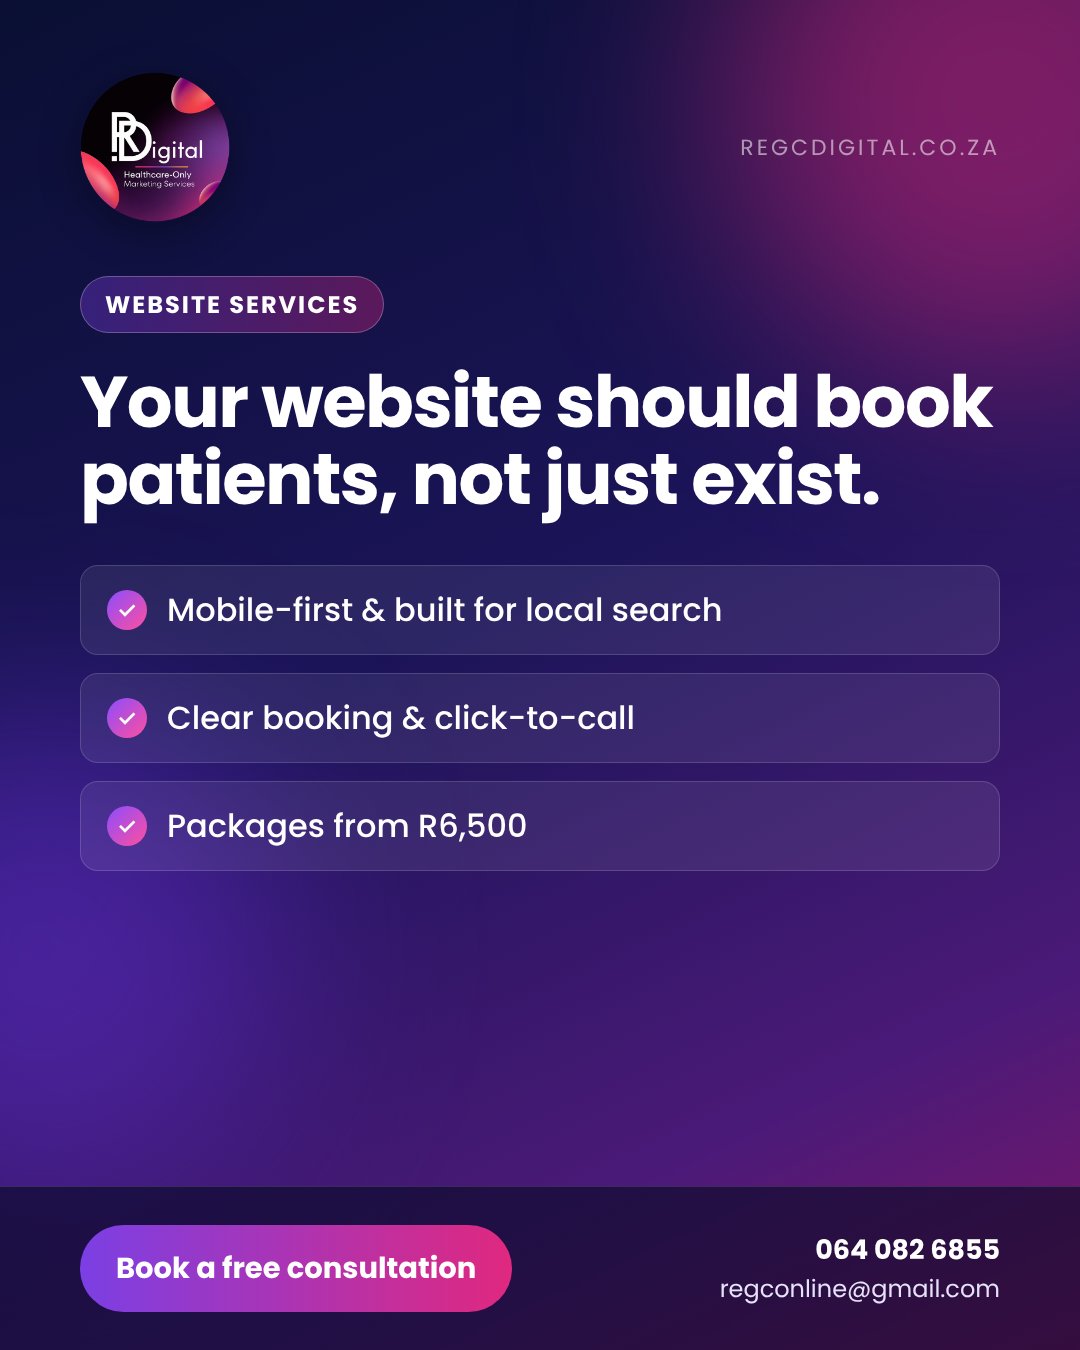 RDigital
Healthcare-Only
Marketing Services
REGCDIGITAL.CO.ZA
WEBSITE SERVICES
Your website should book
patients, not just exist.
Mobile-first & built for local search
Clear booking & click-to-call
Packages from R6,500
Book a free consultation
064 082 6855
regconline@gmail.com